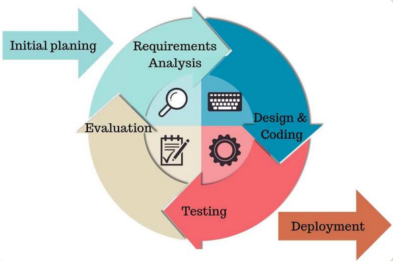 Initial planing
Requirements
Analysis
Design &
Coding
Evaluation
Testing
Deployment